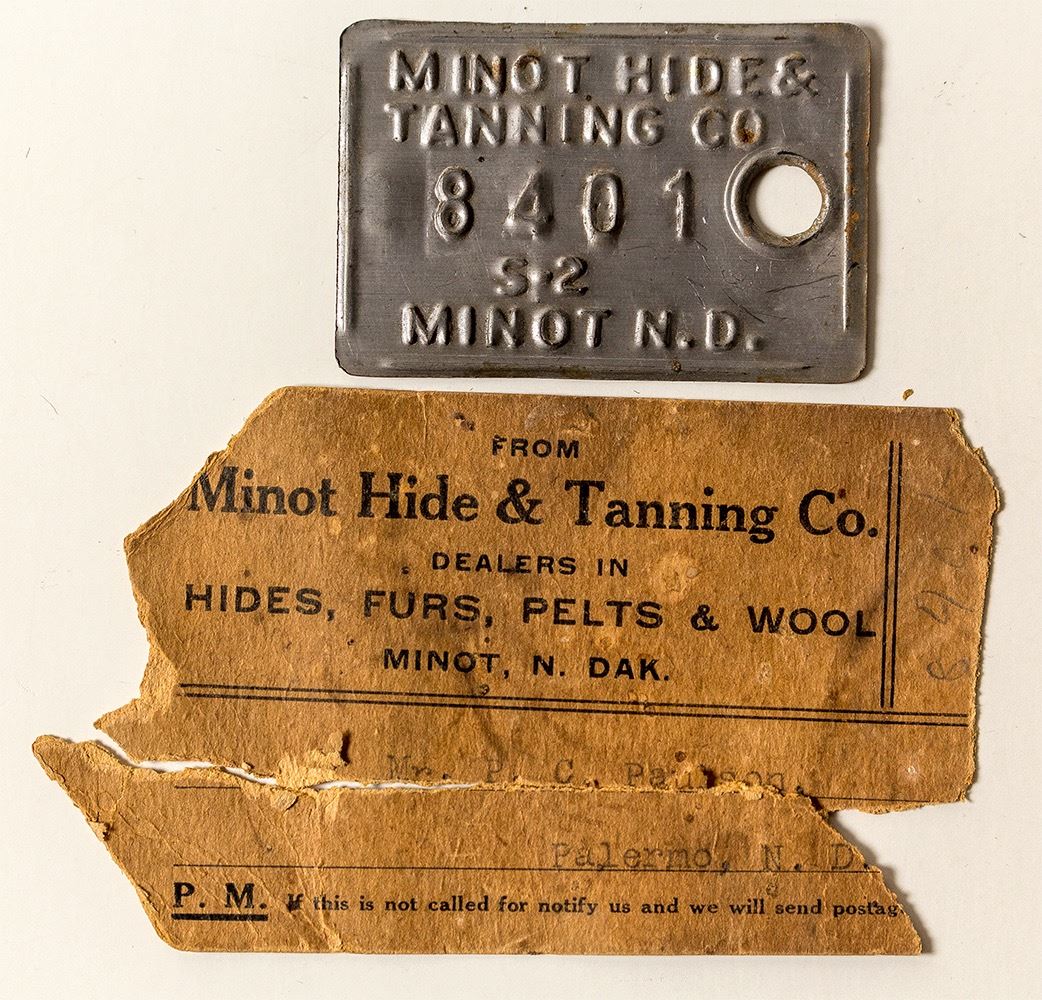 MINOT HIDE &
TANNING CO
8401
S-2
MINOT N.D.
FROM
Minot Hide & Tanning Co.
DEALERS IN
HIDES, FURS, PELTS & WOOL
MINOT, N. DAK.
Mr. P. C.
Palermo, N. D.
P. M. If this is not called for notify us and we will send postag